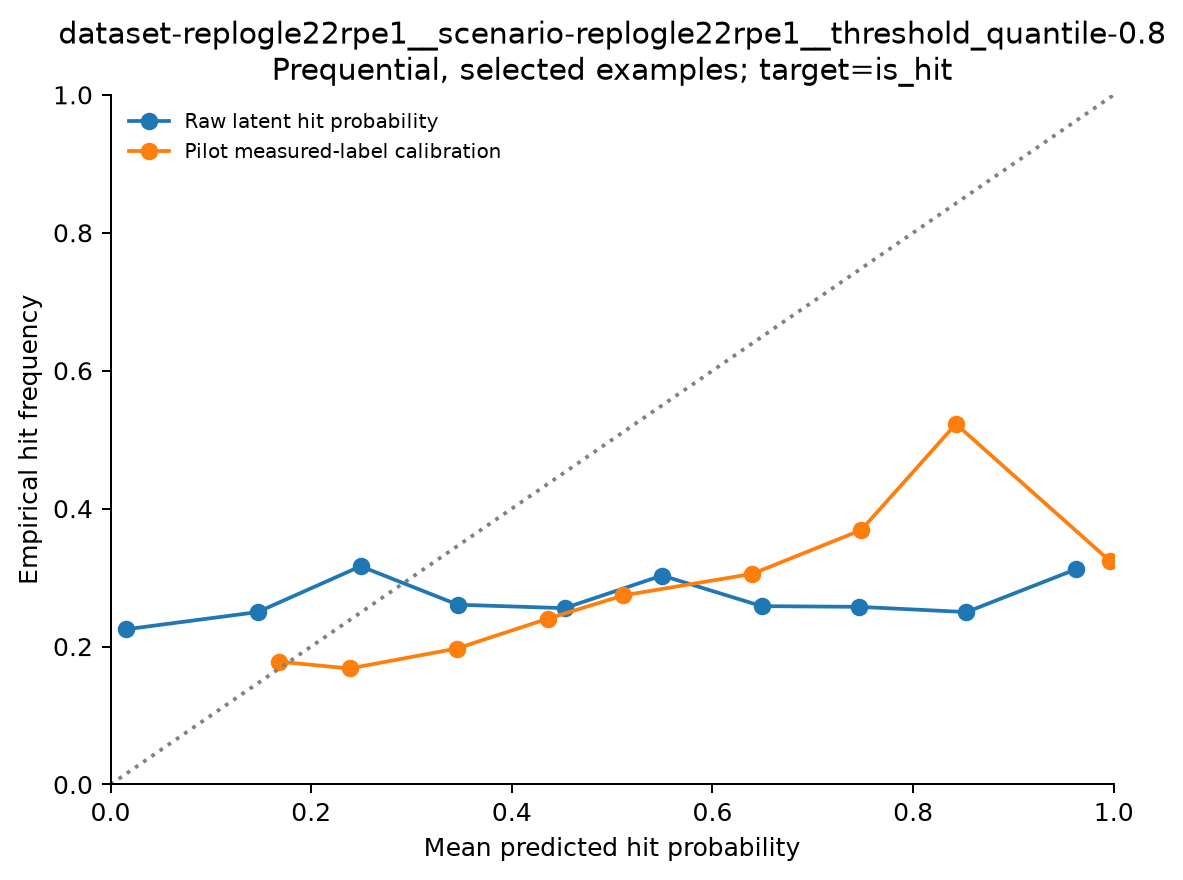 dataset-replogle22rpe1__scenario-replogle22rpe1__threshold_quantile-0.8
Prequential, selected examples; target=is_hit
Raw latent hit probability
Pilot measured-label calibration
1.0
0.8
0.6
0.4
0.2
0.0
Empirical hit frequency
0.0 0.2 0.4 0.6 0.8 1.0
Mean predicted hit probability